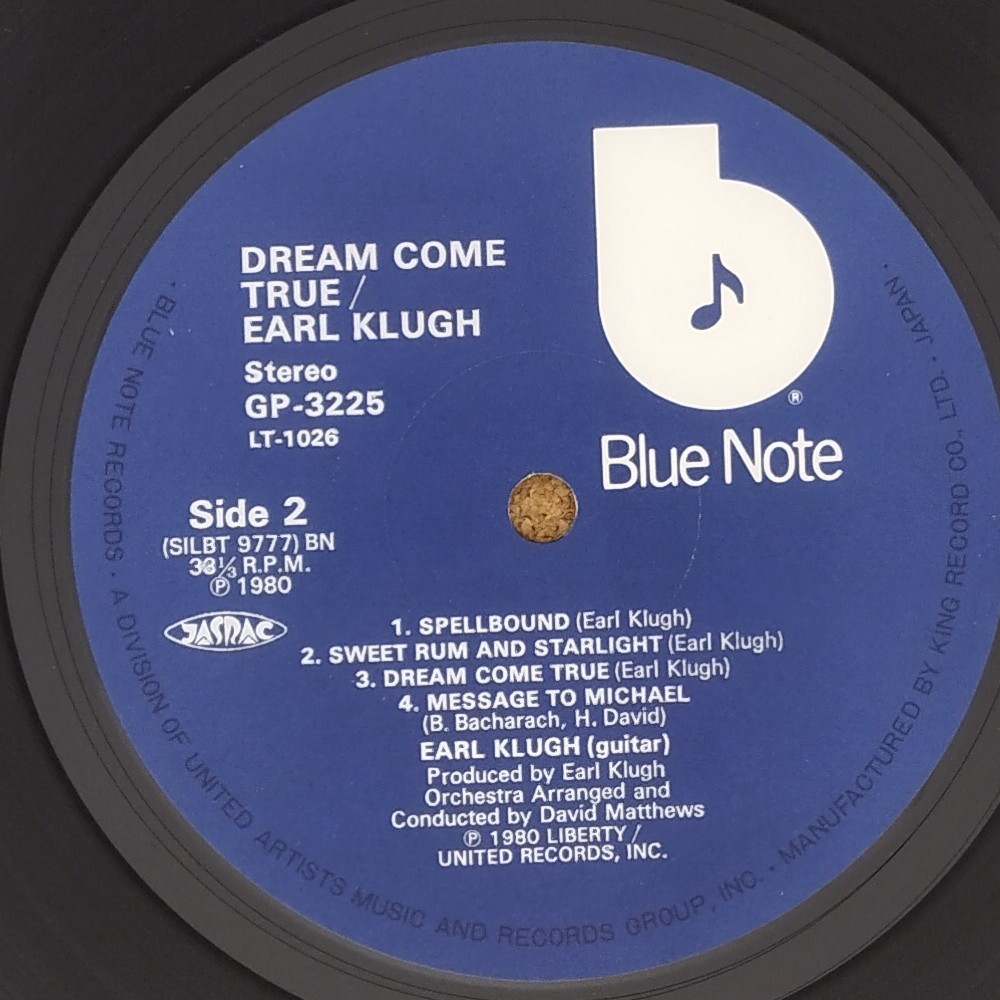 DREAM COME
TRUE /
EARL KLUGH
Stereo
GP-3225
LT-1026
®
Blue Note
Side 2
(SILBT 9777) BN
33⅓ R.P.M.
Ⓟ 1980
JASRAC
1. SPELLBOUND (Earl Klugh)
2. SWEET RUM AND STARLIGHT (Earl Klugh)
3. DREAM COME TRUE (Earl Klugh)
4. MESSAGE TO MICHAEL
(B. Bacharach, H. David)
EARL KLUGH (guitar)
Produced by Earl Klugh
Orchestra Arranged and
Conducted by David Matthews
Ⓟ 1980 LIBERTY /
UNITED RECORDS, INC.
· BLUE NOTE RECORDS · A DIVISION OF UNITED ARTISTS MUSIC AND RECORDS GROUP, INC. · MANUFACTURED BY KING RECORD CO., LTD. · JAPAN ·